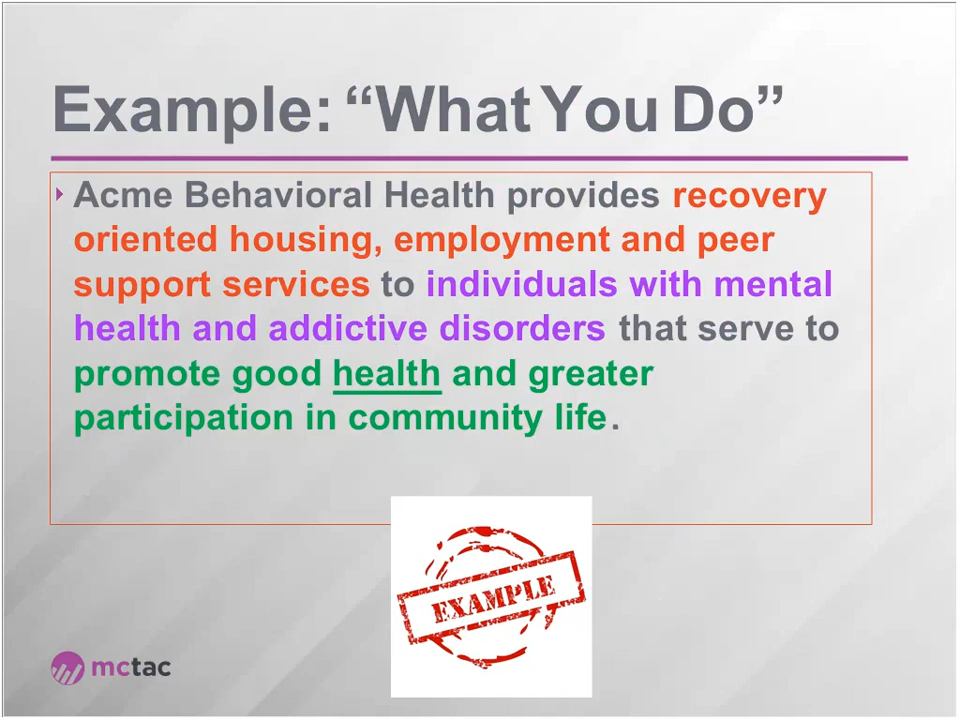 Example: “What You Do”
Acme Behavioral Health provides recovery
oriented housing, employment and peer
support services to individuals with mental
health and addictive disorders that serve to
promote good health and greater
participation in community life.
EXAMPLE
mctac